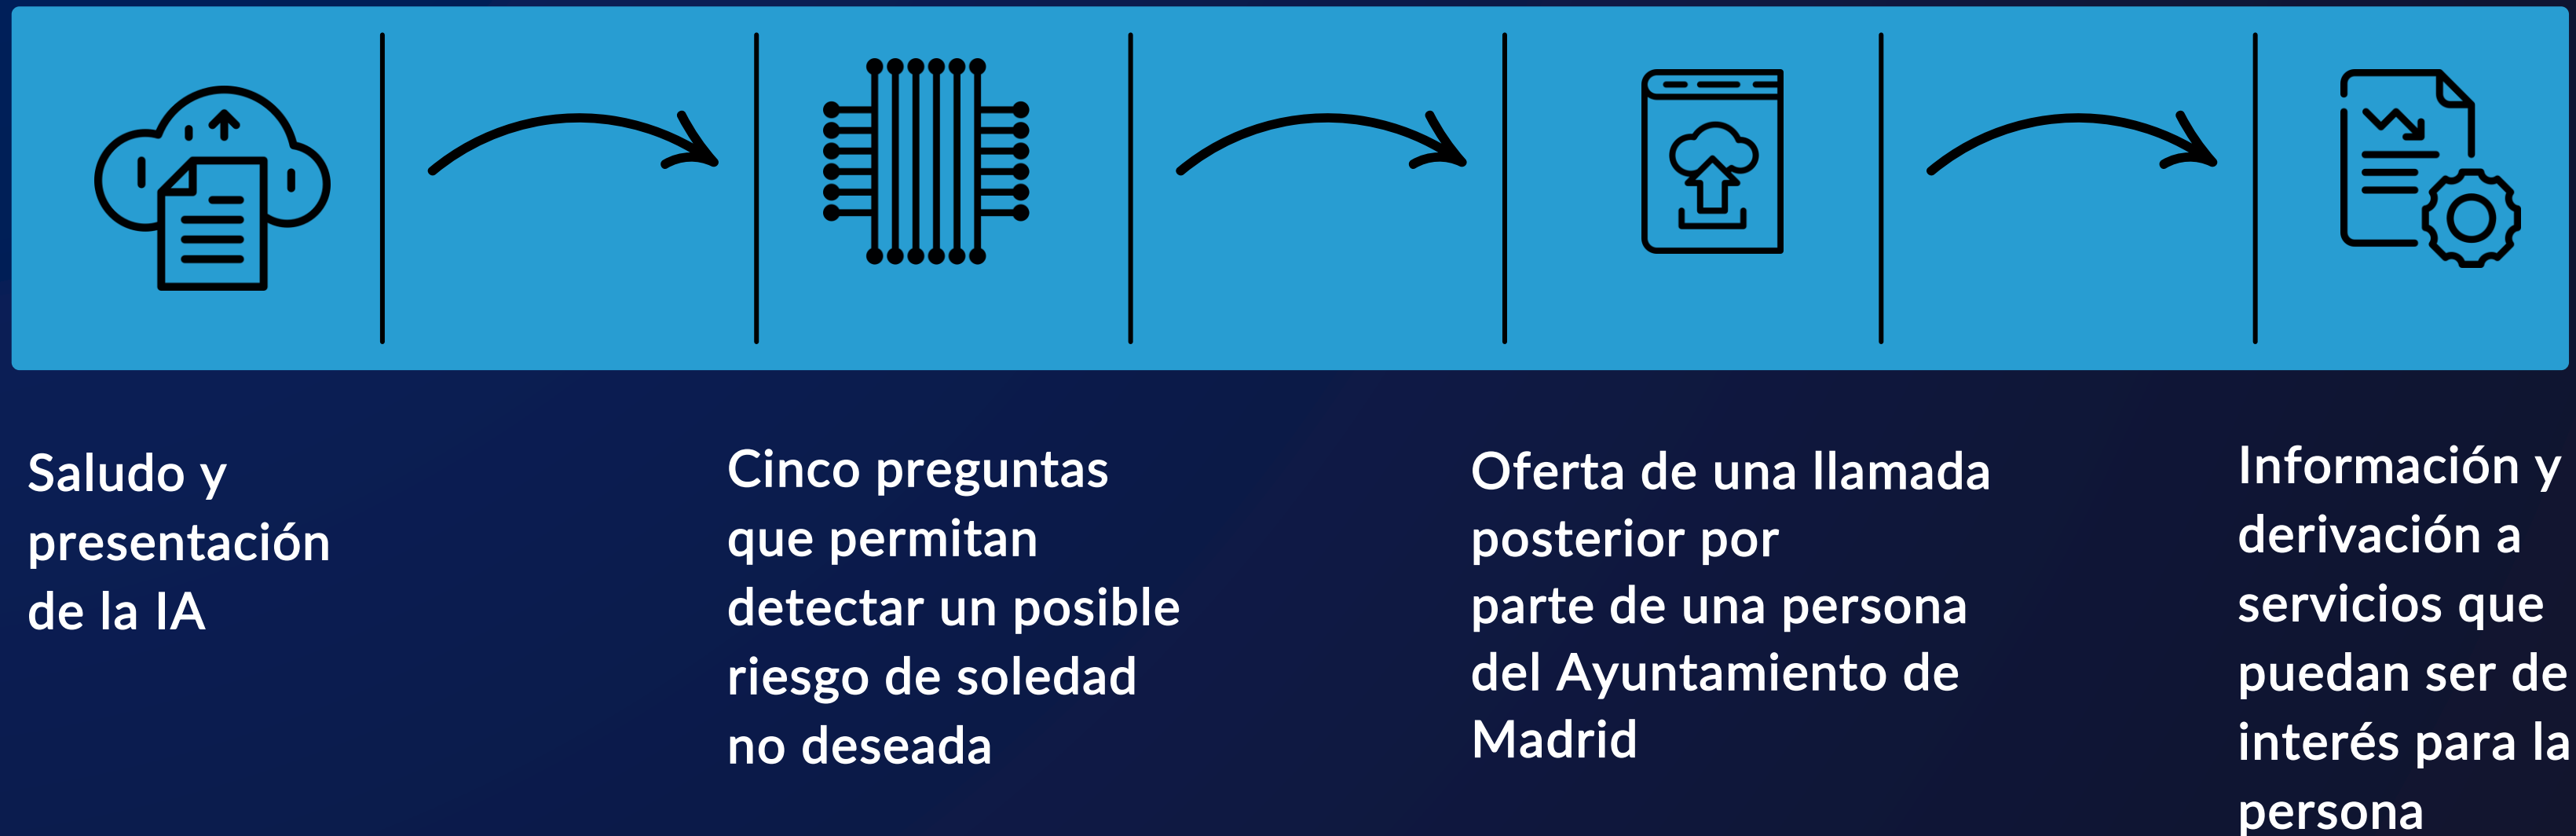 Saludo y
presentación
de la IA
Cinco preguntas
que permitan
detectar un posible
riesgo de soledad
no deseada
Oferta de una llamada
posterior por
parte de una persona
del Ayuntamiento de
Madrid
Información y
derivación a
servicios que
puedan ser de
interés para la
persona